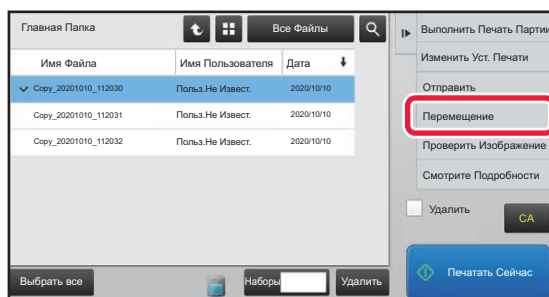 Главная Папка
Все Файлы
Имя Файла
Имя Пользователя
Дата
Copy_20201010_112030
Польз.Не Извест.
2020/10/10
Copy_20201010_112031
Польз.Не Извест.
2020/10/10
Copy_20201010_112032
Польз.Не Извест.
2020/10/10
Выбрать все
Наборы
Удалить
Выполнить Печать Партии
Изменить Уст. Печати
Отправить
Перемещение
Проверить Изображение
Смотрите Подробности
Удалить
CA
Печатать Сейчас